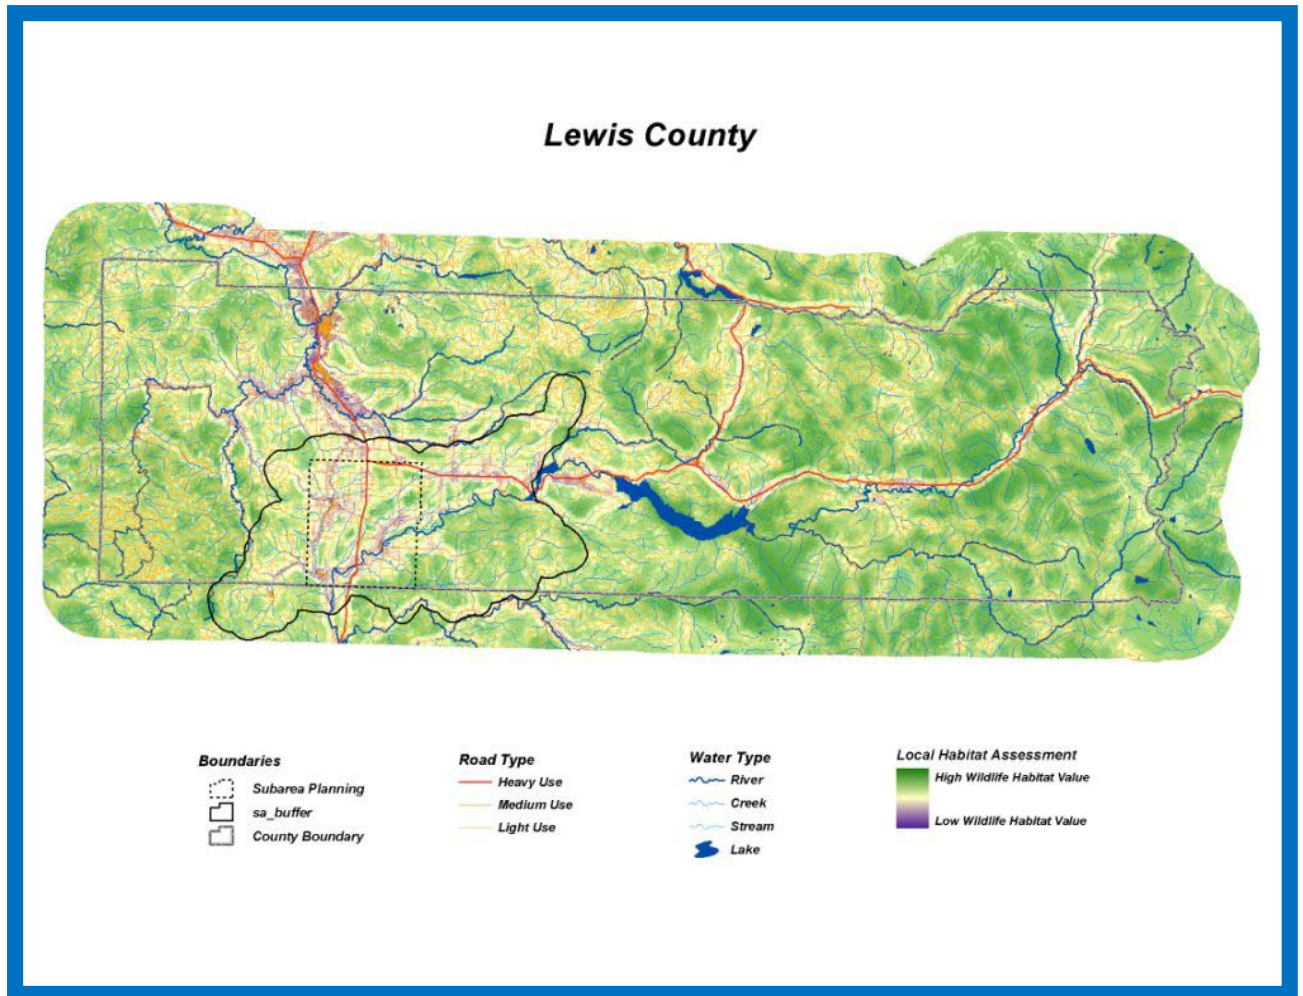 Lewis County
Boundaries
Subarea Planning
sa_buffer
County Boundary
Road Type
Heavy Use
Medium Use
Light Use
Water Type
River
Creek
Stream
Lake
Local Habitat Assessment
High Wildlife Habitat Value
Low Wildlife Habitat Value